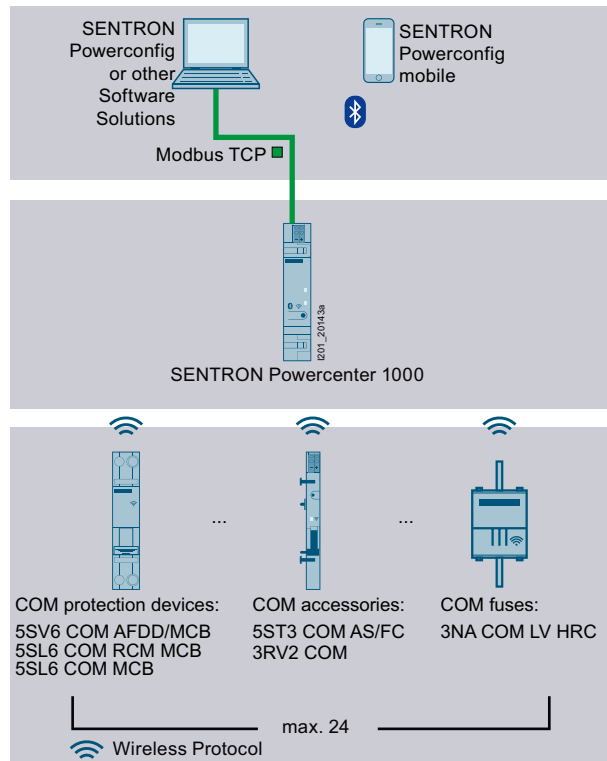 SENTRON
Powerconfig
or other
Software
Solutions
SENTRON
Powerconfig
mobile
Modbus TCP
I201_20143a
SENTRON Powercenter 1000
...
...
COM protection devices:
5SV6 COM AFDD/MCB
5SL6 COM RCM MCB
5SL6 COM MCB
COM accessories:
5ST3 COM AS/FC
3RV2 COM
COM fuses:
3NA COM LV HRC
max. 24
Wireless Protocol